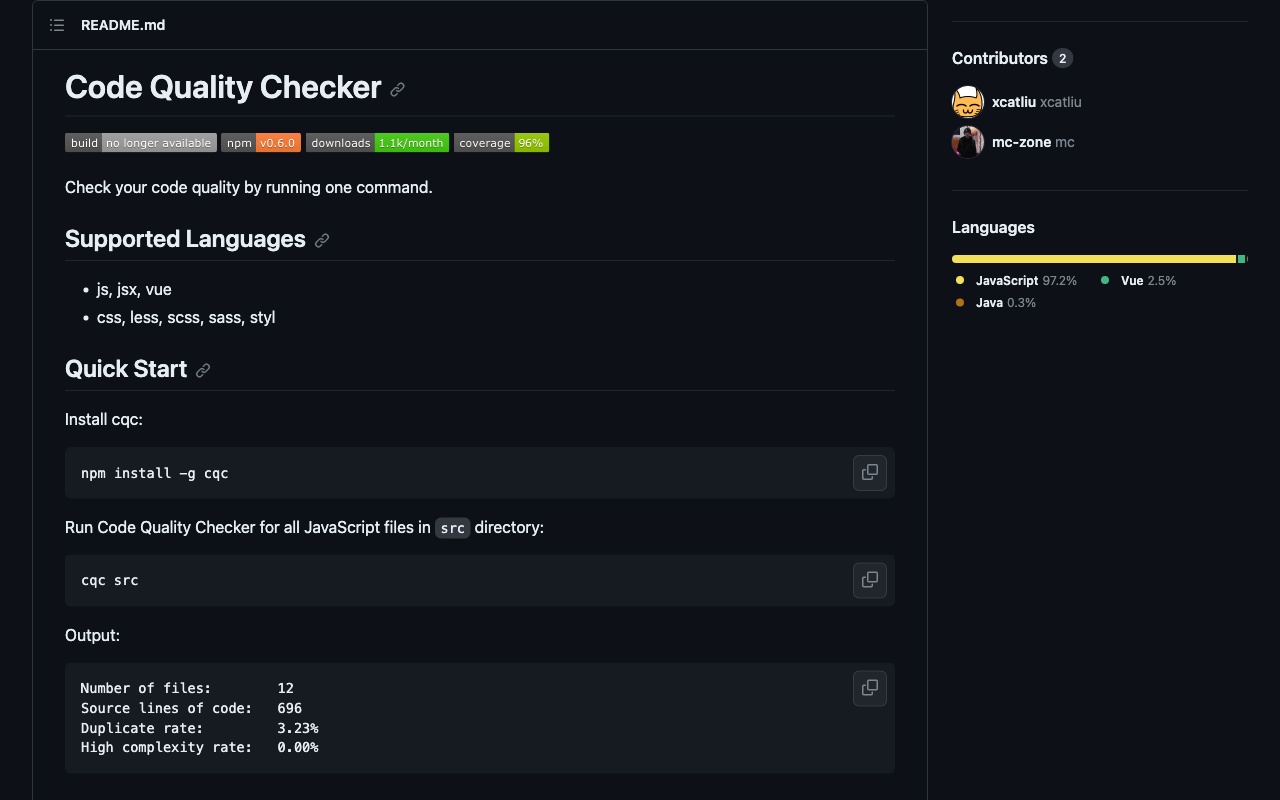 README.md
Code Quality Checker
build no longer available npm v0.6.0 downloads 1.1k/month coverage 96%
Check your code quality by running one command.
Supported Languages
• js, jsx, vue
• css, less, scss, sass, styl
Quick Start
Install cqc:
npm install -g cqc
Run Code Quality Checker for all JavaScript files in src directory:
cqc src
Output:
Number of files: 12
Source lines of code: 696
Duplicate rate: 3.23%
High complexity rate: 0.00%
Contributors 2
xcatliu xcatliu
mc-zone mc
Languages
JavaScript 97.2% Vue 2.5%
Java 0.3%